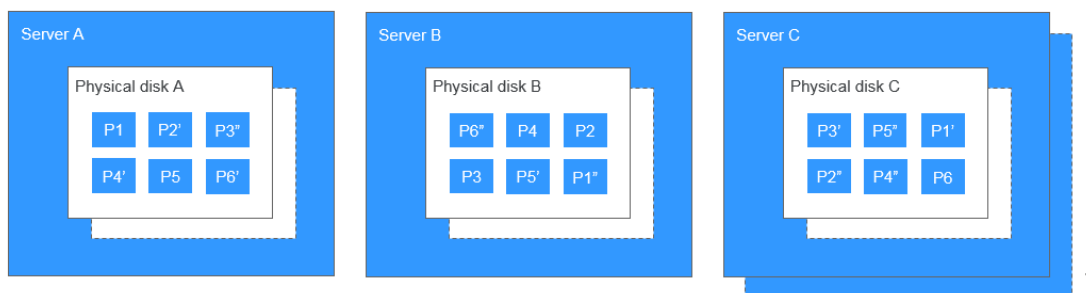 Server A
Server B
Server C
Physical disk A
Physical disk B
Physical disk C
P1 P2’ P3”
P6” P4 P2
P3’ P5” P1’
P4’ P5 P6’
P3 P5’ P1”
P2” P4” P6